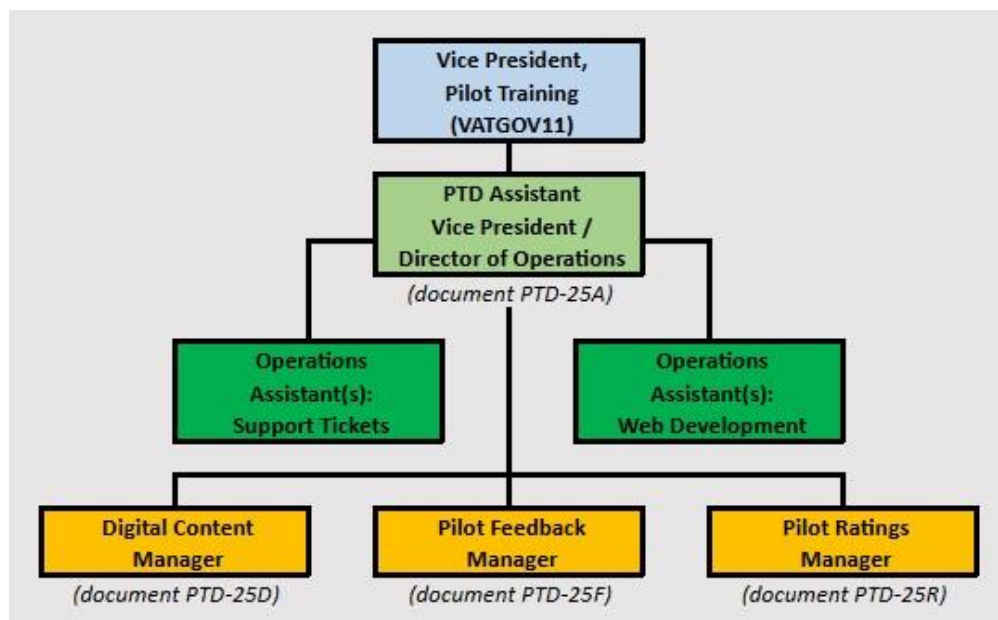 Vice President,
Pilot Training
(VATGOV11)
PTD Assistant
Vice President /
Director of Operations
(document PTD-25A)
Operations
Assistant(s):
Support Tickets
Operations
Assistant(s):
Web Development
Digital Content
Manager
(document PTD-25D)
Pilot Feedback
Manager
(document PTD-25F)
Pilot Ratings
Manager
(document PTD-25R)